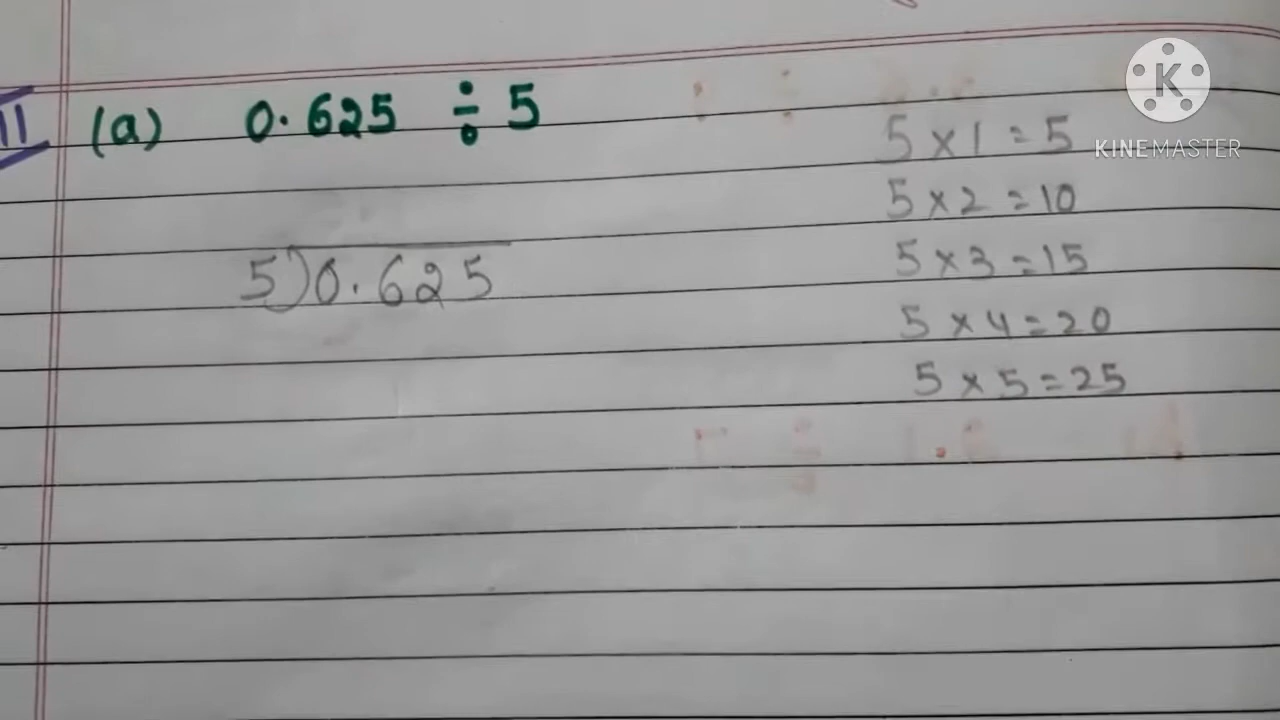 11 (a) 0.625 ÷ 5
5)0.625
5 x 1 = 5
5 x 2 = 10
5 x 3 = 15
5 x 4 = 20
5 x 5 = 25
K
KINEMASTER